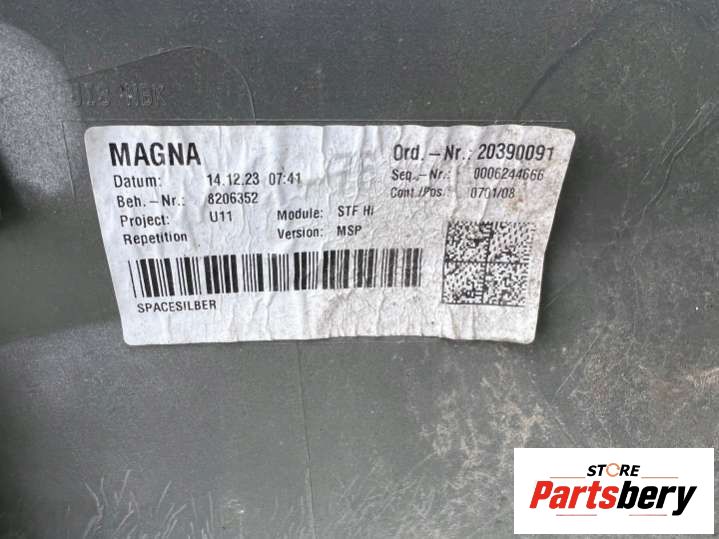 MAGNA
Ord. -Nr.: 20390091
Datum: 14.12.23 07:41
Seq. -Nr.: 0006244666
Beh. -Nr.: 8206352
Cont./Pos. 0701/08
Project: U11 Module: STF HI
Repetition Version: MSP
SPACESILBER
STORE
Partsbery